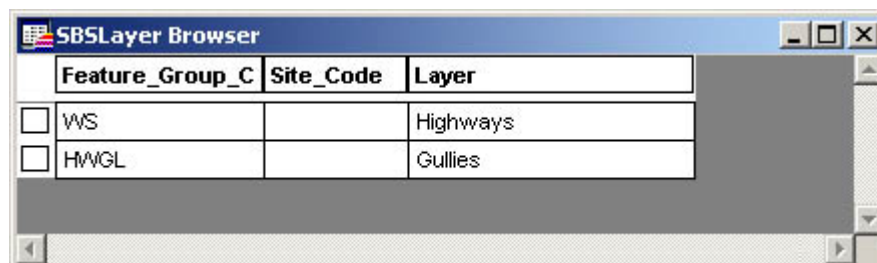 SBSLayer Browser
Feature_Group_C Site_Code Layer
WS Highways
HWGL Gullies